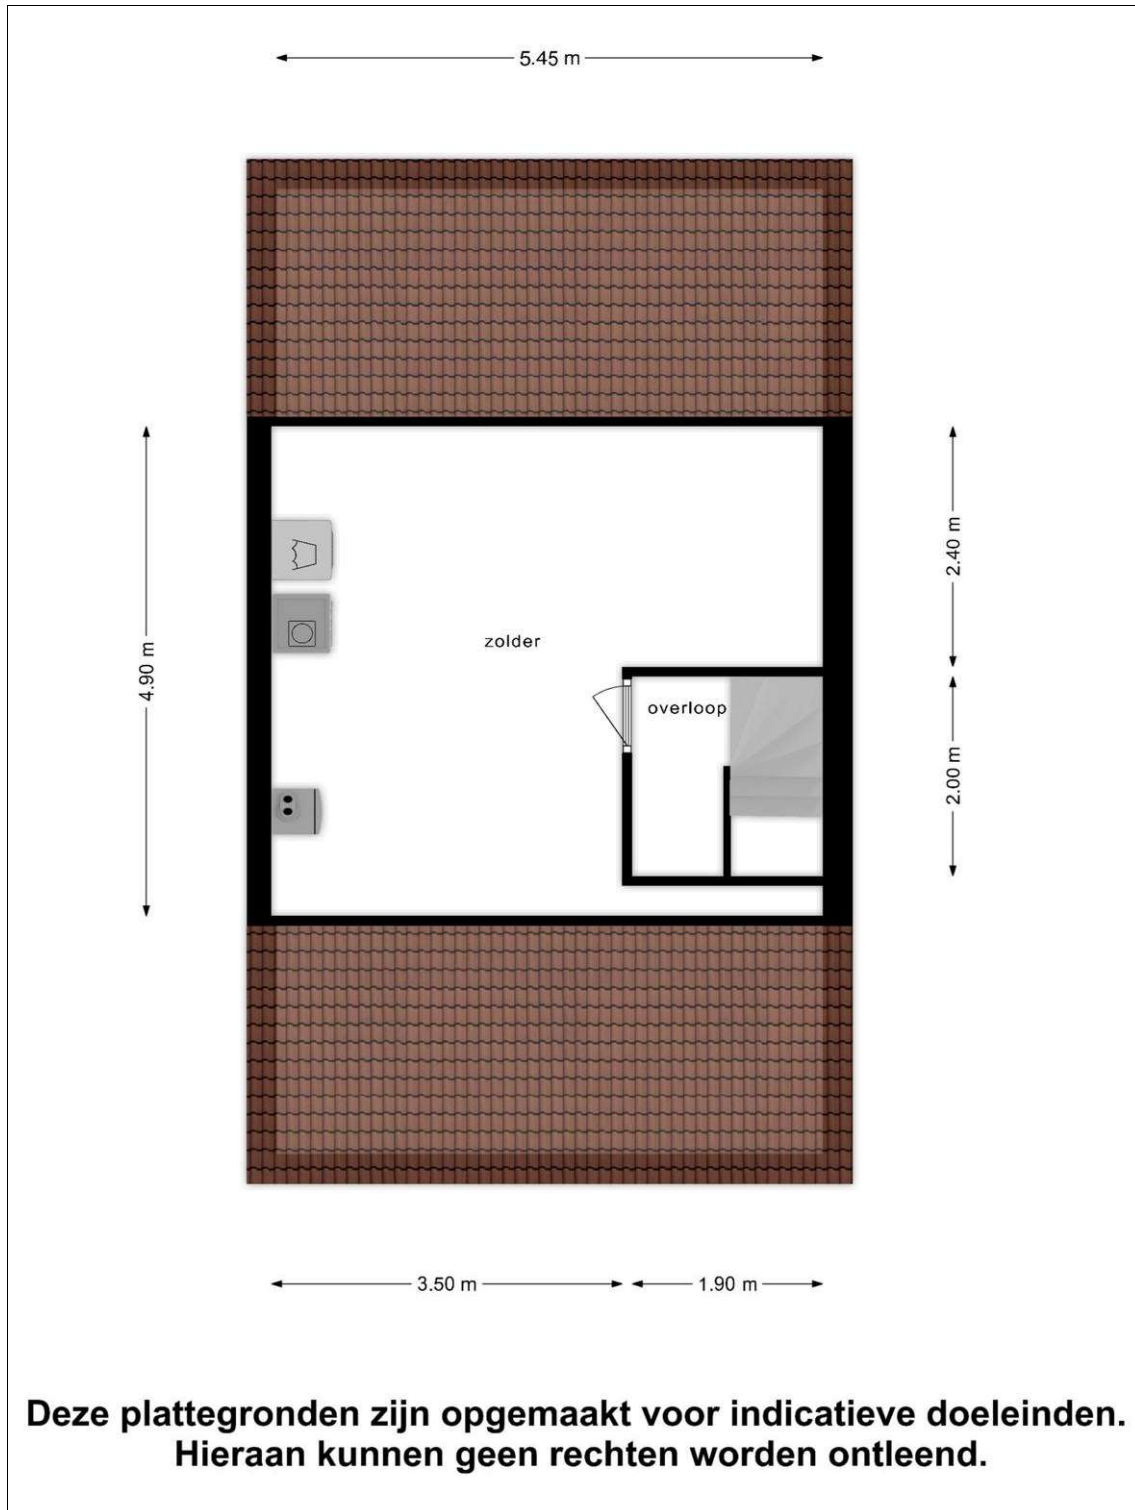 5.45 m
4.90 m
2.40 m
zolder
overloop
2.00 m
3.50 m
1.90 m
Deze plattegronden zijn opgemaakt voor indicatieve doeleinden.
Hieraan kunnen geen rechten worden ontleend.